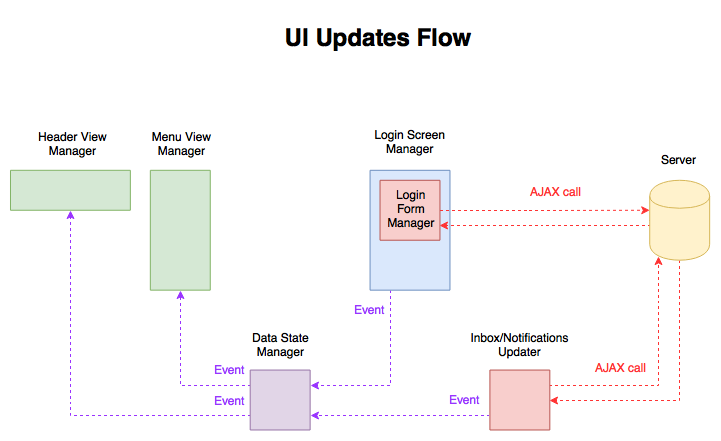 UI Updates Flow
Header View
Manager
Menu View
Manager
Login Screen
Manager
Server
Login
Form
Manager
AJAX call
Event
Data State
Manager
Inbox/Notifications
Updater
Event
AJAX call
Event
Event